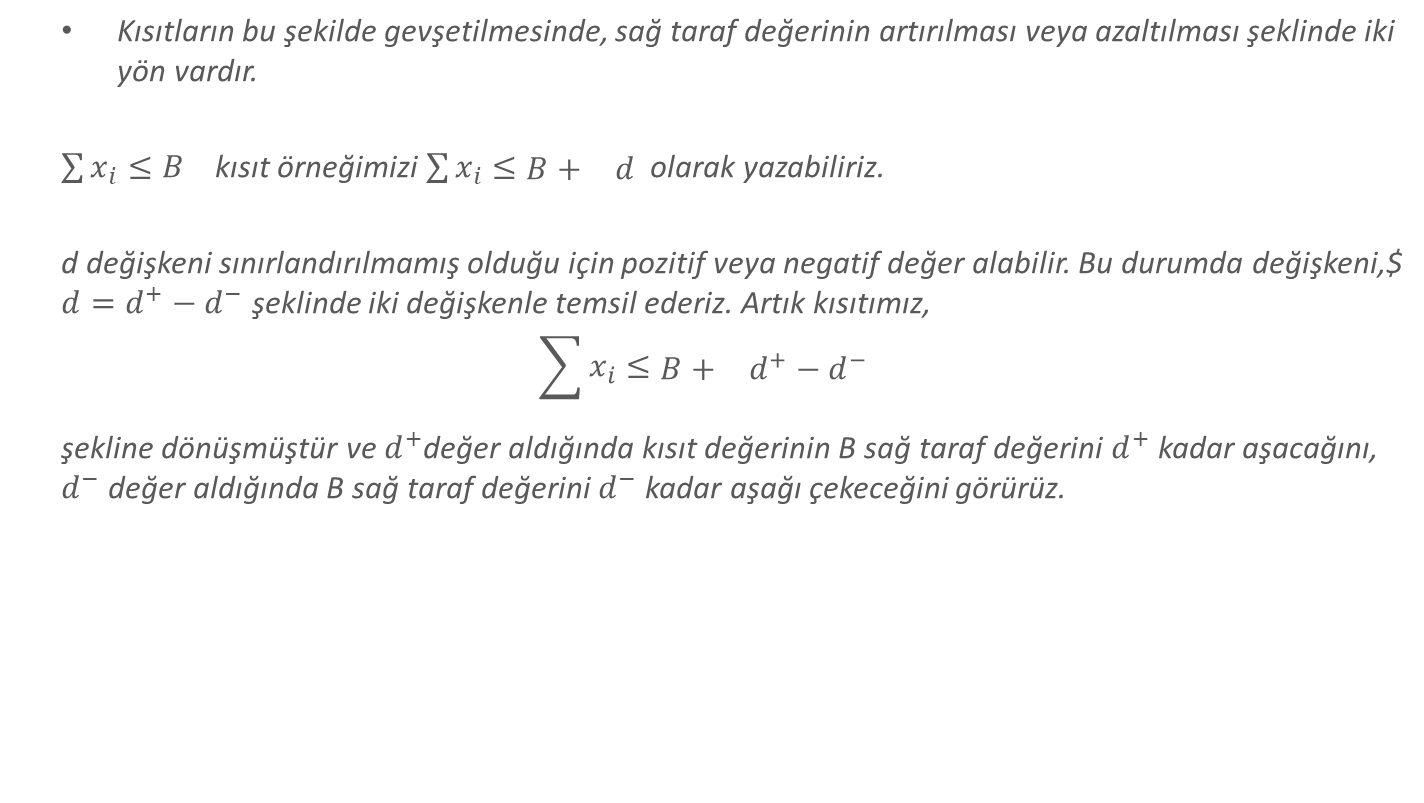 • Kısıtların bu şekilde gevşetilmesinde, sağ taraf değerinin artırılması veya azaltılması şeklinde iki
yön vardır.
∑ xᵢ ≤ B kısıt örneğimizi ∑ xᵢ ≤ B + d olarak yazabiliriz.
d değişkeni sınırlandırılmamış olduğu için pozitif veya negatif değer alabilir. Bu durumda değişkeni,$
d = d⁺ − d⁻ şeklinde iki değişkenle temsil ederiz. Artık kısıtımız,
∑ xᵢ ≤ B + d⁺ − d⁻
şekline dönüşmüştür ve d⁺değer aldığında kısıt değerinin B sağ taraf değerini d⁺ kadar aşacağını,
d⁻ değer aldığında B sağ taraf değerini d⁻ kadar aşağı çekeceğini görürüz.